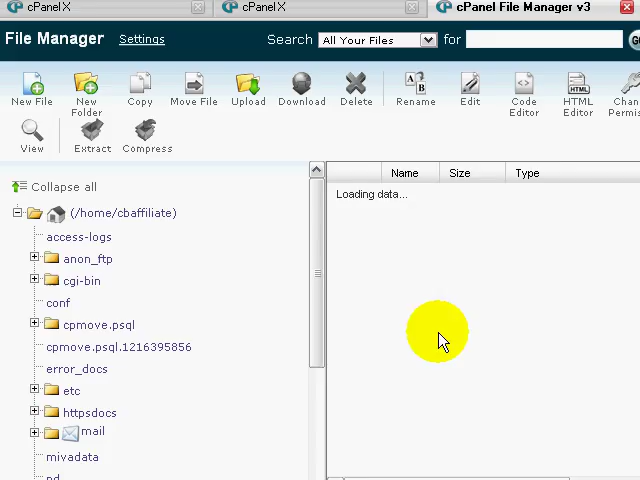 cPanel X
cPanel X
cPanel File Manager v3
File Manager Settings
Search All Your Files for
New File
New Folder
Copy
Move File
Upload
Download
Delete
Rename
Edit
Code Editor
HTML Editor
View
Extract
Compress
Collapse all
Name Size Type
Loading data...
(/home/cbaffiliate)
access-logs
anon_ftp
cgi-bin
conf
cpmove.psql
cpmove.psql.1216395856
error_docs
etc
httpsdocs
mail
mivadata
pd